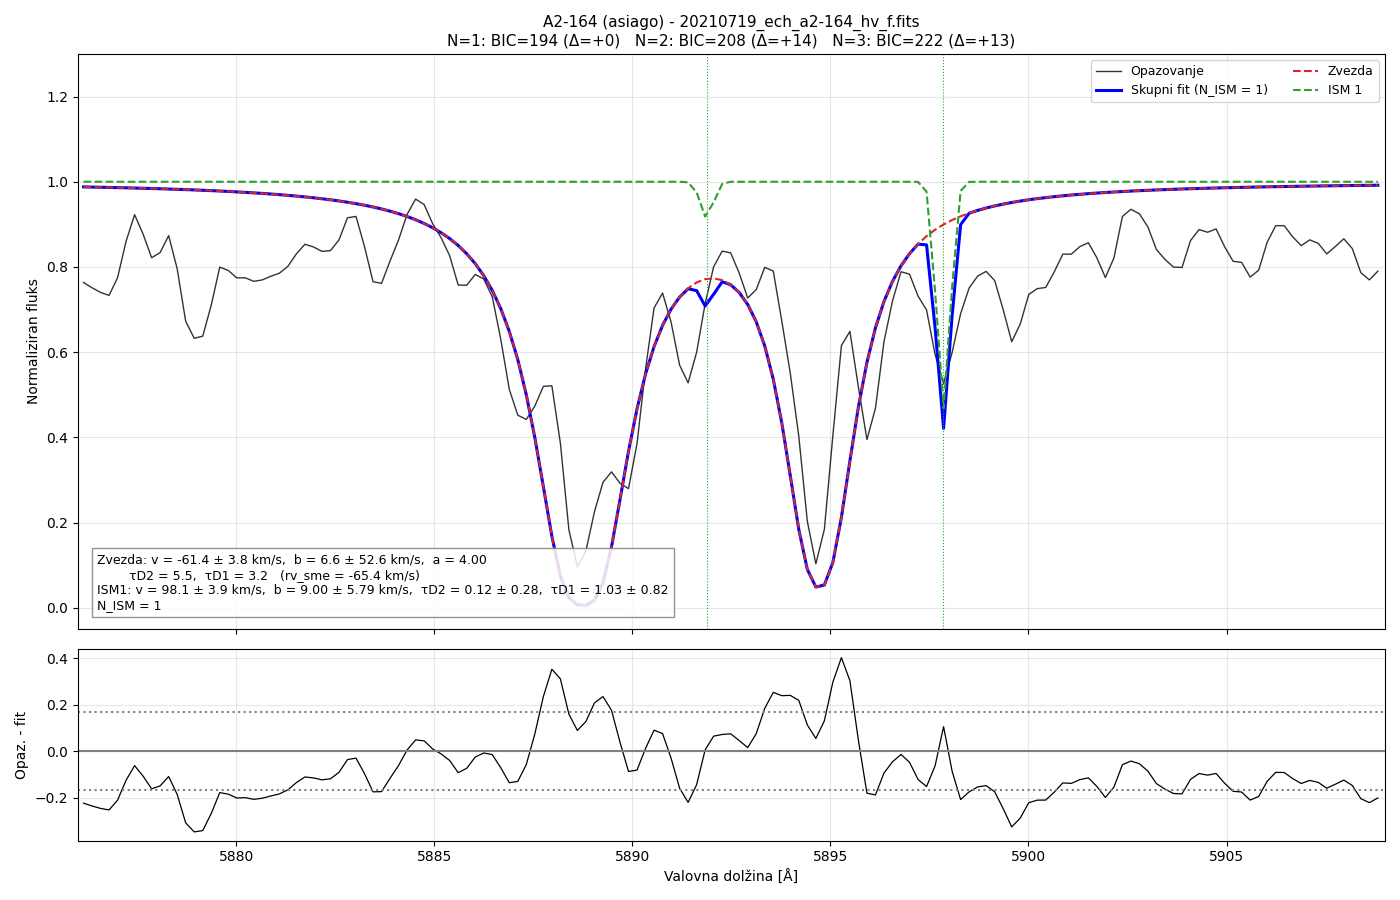 A2-164 (asiago) - 20210719_ech_a2-164_hv_f.fits
N=1: BIC=194 (Δ=+0)   N=2: BIC=208 (Δ=+14)   N=3: BIC=222 (Δ=+13)
Opazovanje
Skupni fit (N_ISM = 1)
Zvezda
ISM 1
Normaliziran fluks
1.2
1.0
0.8
0.6
0.4
0.2
0.0
Zvezda: v = -61.4 ± 3.8 km/s,  b = 6.6 ± 52.6 km/s,  a = 4.00
τD2 = 5.5,  τD1 = 3.2   (rv_sme = -65.4 km/s)
ISM1: v = 98.1 ± 3.9 km/s,  b = 9.00 ± 5.79 km/s,  τD2 = 0.12 ± 0.28,  τD1 = 1.03 ± 0.82
N_ISM = 1
Opaz. - fit
0.4
0.2
0.0
−0.2
5880
5885
5890
5895
5900
5905
Valovna dolžina [Å]